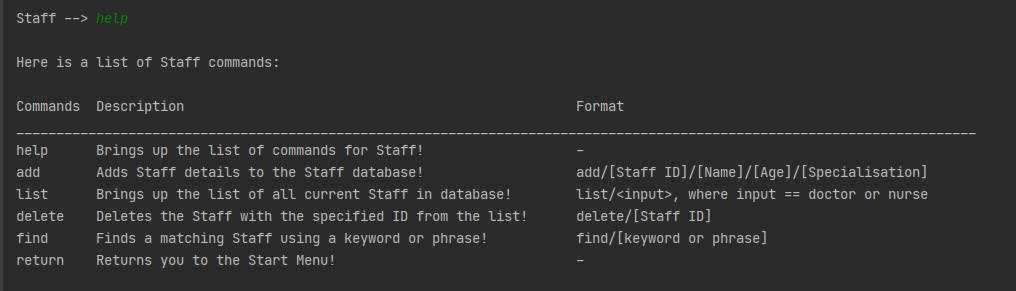 Staff --> help
Here is a list of Staff commands:
Commands  Description                                                 Format
________________________________________________________________________________________________________________________
help      Brings up the list of commands for Staff!                   –
add       Adds Staff details to the Staff database!                   add/[Staff ID]/[Name]/[Age]/[Specialisation]
list      Brings up the list of all current Staff in database!        list/<input>, where input == doctor or nurse
delete    Deletes the Staff with the specified ID from the list!      delete/[Staff ID]
find      Finds a matching Staff using a keyword or phrase!           find/[keyword or phrase]
return    Returns you to the Start Menu!                              –